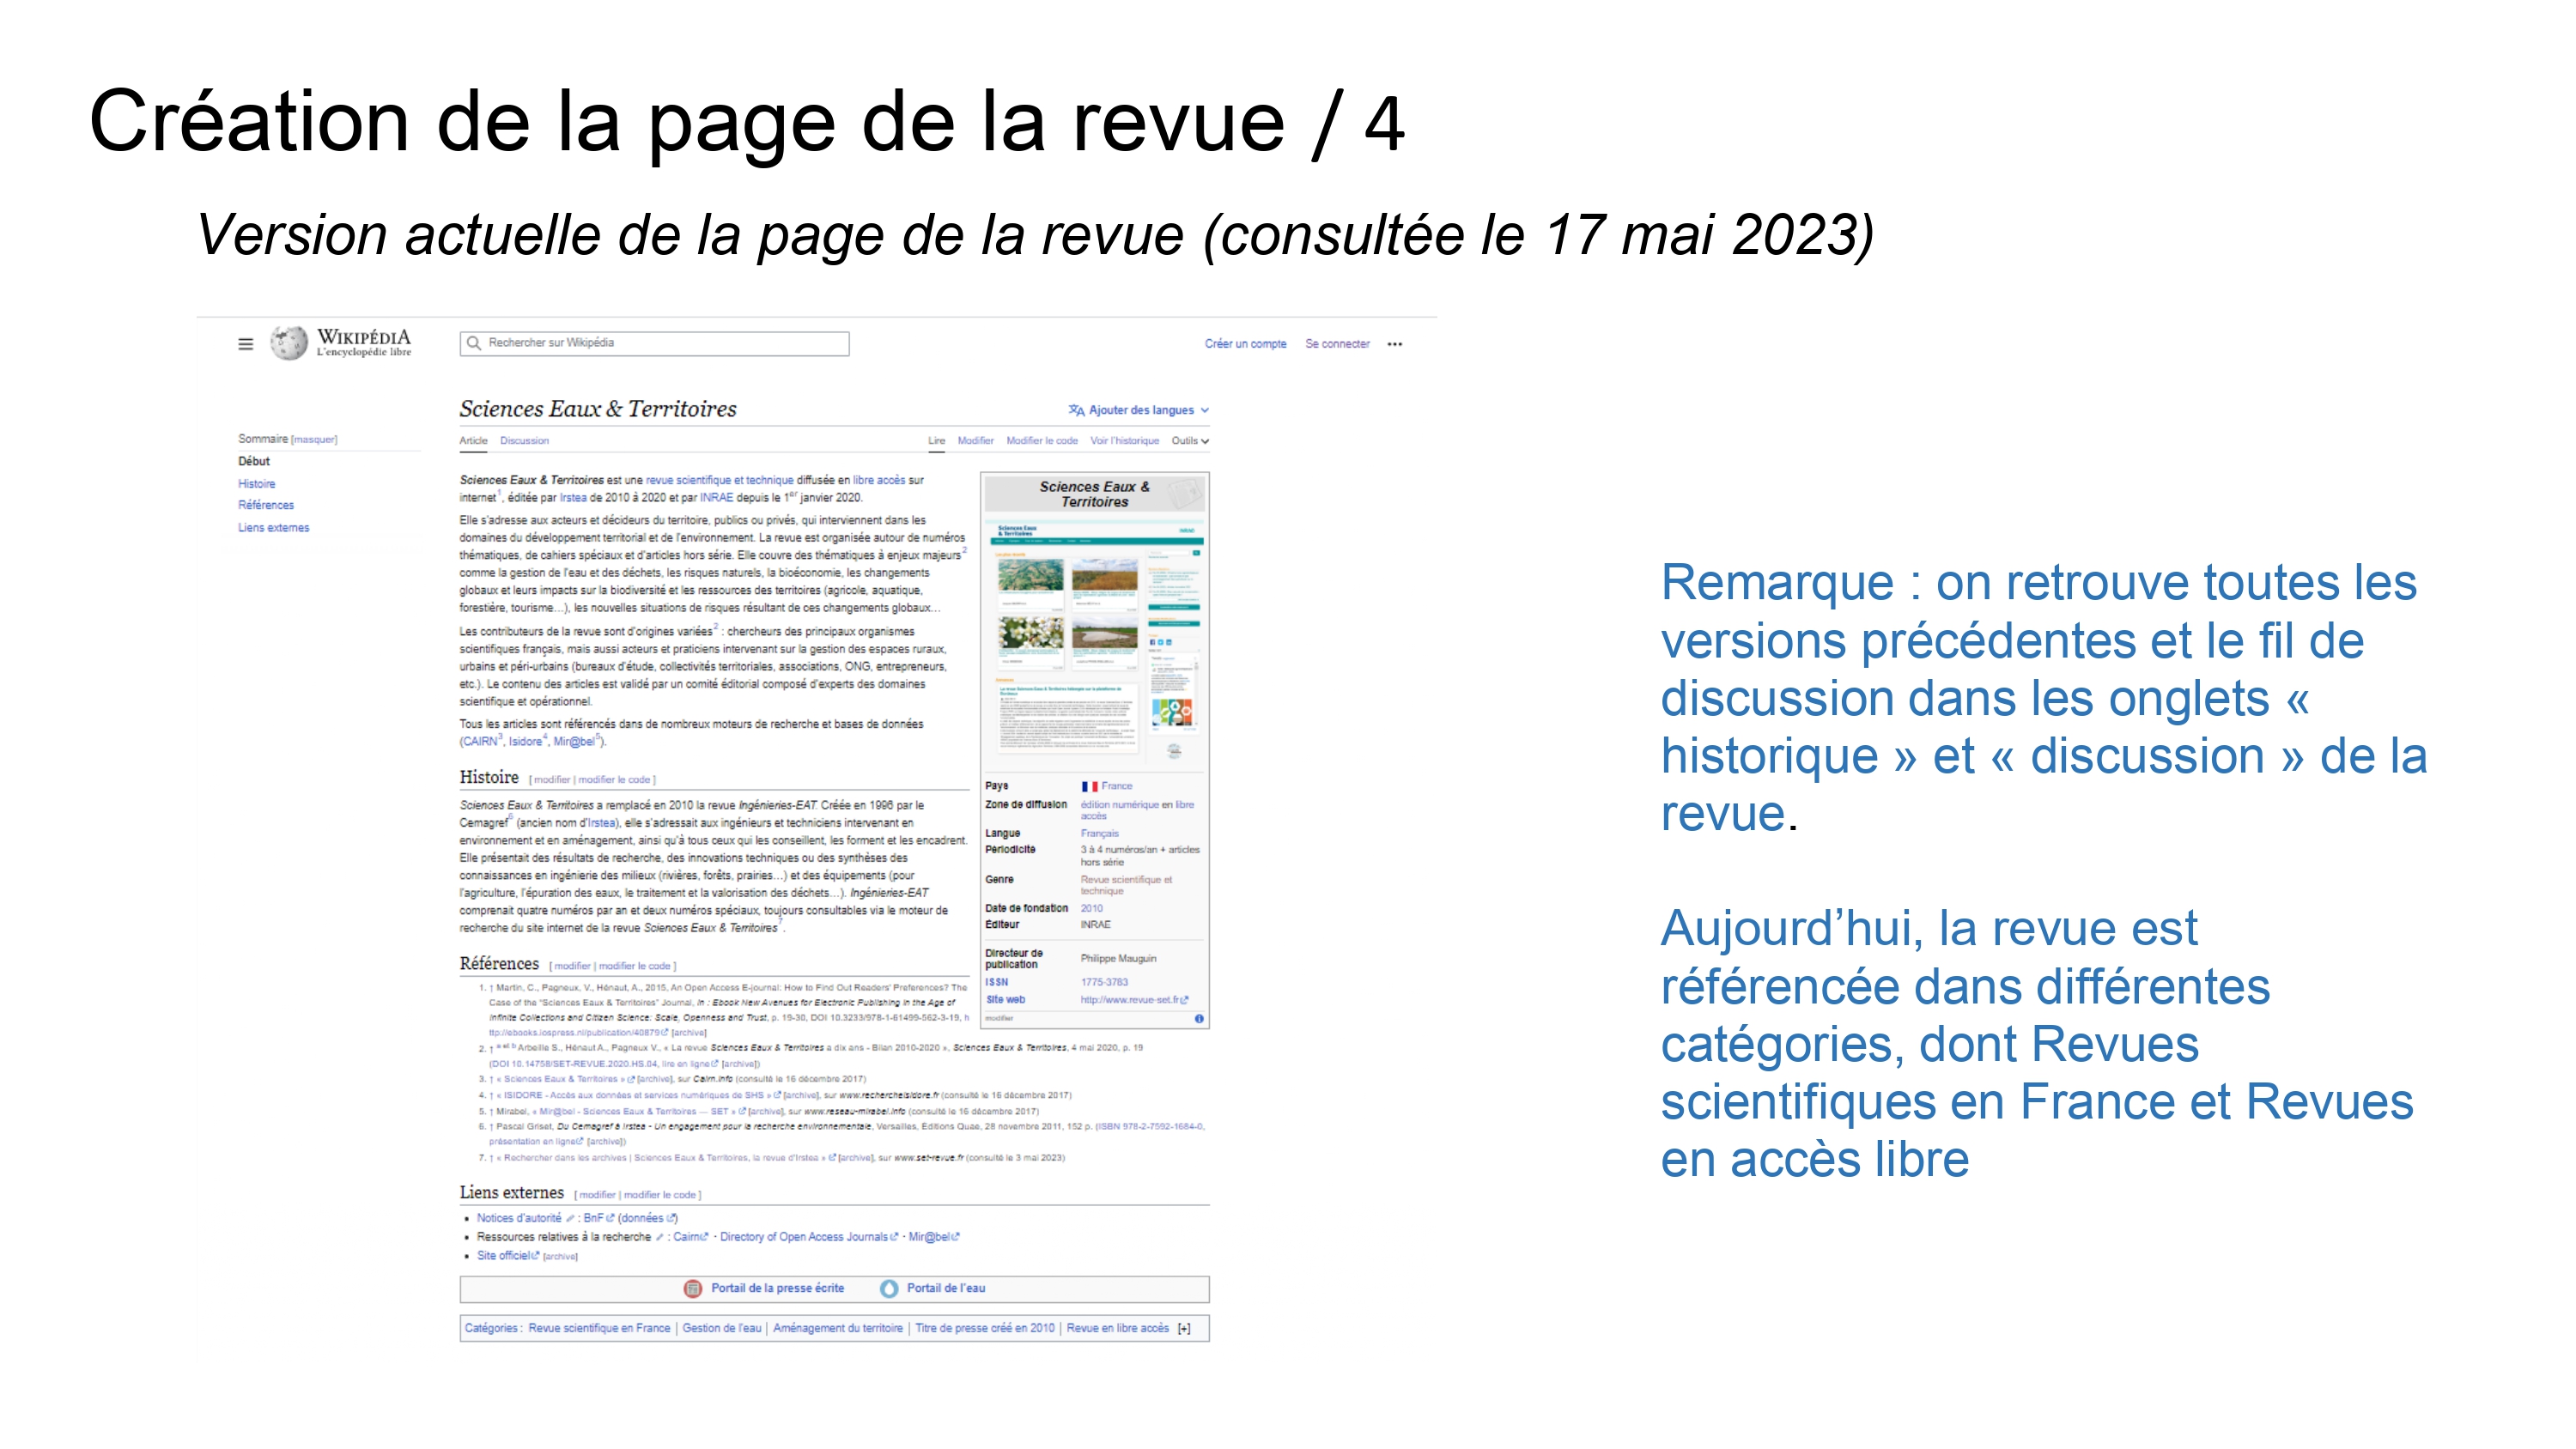 Création de la page de la revue / 4
Version actuelle de la page de la revue (consultée le 17 mai 2023)
WIKIPÉDIA
L'encyclopédie libre
Rechercher sur Wikipédia
Créer un compte Se connecter
Sciences Eaux & Territoires
Ajouter des langues
Article Discussion
Lire Modifier Modifier le code Voir l'historique Outils
Sommaire [masquer]
Début
Histoire
Références
Liens externes
Sciences Eaux & Territoires est une revue scientifique et technique diffusée en libre accès sur
internet1, éditée par Irstea de 2010 à 2020 et par INRAE depuis le 1er janvier 2020.
Elle s'adresse aux acteurs et décideurs du territoire, publics ou privés, qui interviennent dans les
domaines du développement territorial et de l'environnement. La revue est organisée autour de numéros
thématiques, de cahiers spéciaux et d'articles hors série. Elle couvre des thématiques à enjeux majeurs2
comme la gestion de l'eau et des déchets, les risques naturels, la bioéconomie, les changements
globaux et leurs impacts sur la biodiversité et les ressources des territoires (agricole, aquatique,
forestière, tourisme…), les nouvelles situations de risques résultant de ces changements globaux…
Les contributeurs de la revue sont d'origines variées2 : chercheurs des principaux organismes
scientifiques français, mais aussi acteurs et praticiens intervenant sur la gestion des espaces ruraux,
urbains et péri-urbains (bureaux d'étude, collectivités territoriales, associations, ONG, entrepreneurs,
etc.). Le contenu des articles est validé par un comité éditorial composé d'experts des domaines
scientifique et opérationnel.
Tous les articles sont référencés dans de nombreux moteurs de recherche et bases de données
(CAIRN3, Isidore4, Mir@bel5).
Histoire [ modifier | modifier le code ]
Sciences Eaux & Territoires a remplacé en 2010 la revue Ingénieries-EAT. Créée en 1996 par le
Cemagref6 (ancien nom d'Irstea), elle s'adressait aux ingénieurs et techniciens intervenant en
environnement et en aménagement, ainsi qu'à tous ceux qui les conseillent, les forment et les encadrent.
Elle présentait des résultats de recherche, des innovations techniques ou des synthèses des
connaissances en ingénierie des milieux (rivières, forêts, prairies…) et des équipements (pour
l'agriculture, l'épuration des eaux, le traitement et la valorisation des déchets…). Ingénieries-EAT
comprenait quatre numéros par an et deux numéros spéciaux, toujours consultables via le moteur de
recherche du site internet de la revue Sciences Eaux & Territoires7.
Références [ modifier | modifier le code ]
1. ↑ Martin, C., Pagneux, V., Hénaut, A., 2015, An Open Access E-journal: How to Find Out Readers' Preferences? The
Case of the "Sciences Eaux & Territoires" Journal, in : Ebook New Avenues for Electronic Publishing in the Age of
Infinite Collections and Citizen Science: Scale, Openness and Trust, p. 19-30, DOI 10.3233/978-1-61499-562-3-19, h
ttp://ebooks.iospress.nl/publication/40879 [archive]
2. ↑ a et b Arbeille S., Hénaut A., Pagneux V., « La revue Sciences Eaux & Territoires a dix ans - Bilan 2010-2020 », Sciences Eaux & Territoires, 4 mai 2020, p. 19
(DOI 10.14758/SET-REVUE.2020.HS.04, lire en ligne [archive])
3. ↑ « Sciences Eaux & Territoires » [archive], sur Cairn.info (consulté le 16 décembre 2017)
4. ↑ « ISIDORE - Accès aux données et services numériques de SHS » [archive], sur www.rechercheisidore.fr (consulté le 16 décembre 2017)
5. ↑ Mirabel, « Mir@bel - Sciences Eaux & Territoires — SET » [archive], sur www.reseau-mirabel.info (consulté le 16 décembre 2017)
6. ↑ Pascal Griset, Du Cemagref à Irstea - Un engagement pour la recherche environnementale, Versailles, Editions Quae, 28 novembre 2011, 152 p. (ISBN 978-2-7592-1684-0,
présentation en ligne [archive])
7. ↑ « Rechercher dans les archives | Sciences Eaux & Territoires, la revue d'Irstea » [archive], sur www.set-revue.fr (consulté le 3 mai 2023)
Liens externes [ modifier | modifier le code ]
Notices d'autorité : BnF (données)
Ressources relatives à la recherche : Cairn · Directory of Open Access Journals · Mir@bel
Site officiel [archive]
Portail de la presse écrite Portail de l'eau
Catégories : Revue scientifique en France | Gestion de l'eau | Aménagement du territoire | Titre de presse créé en 2010 | Revue en libre accès [+]
Sciences Eaux &
Territoires
Sciences Eaux
& Territoires
Pays France
Zone de diffusion édition numérique en libre
accès
Langue Français
Périodicité 3 à 4 numéros/an + articles
hors série
Genre Revue scientifique et
technique
Date de fondation 2010
Éditeur INRAE
Directeur de
publication Philippe Mauguin
ISSN 1775-3783
Site web http://www.revue-set.fr
modifier
Remarque : on retrouve toutes les
versions précédentes et le fil de
discussion dans les onglets «
historique » et « discussion » de la
revue.
Aujourd’hui, la revue est
référencée dans différentes
catégories, dont Revues
scientifiques en France et Revues
en accès libre